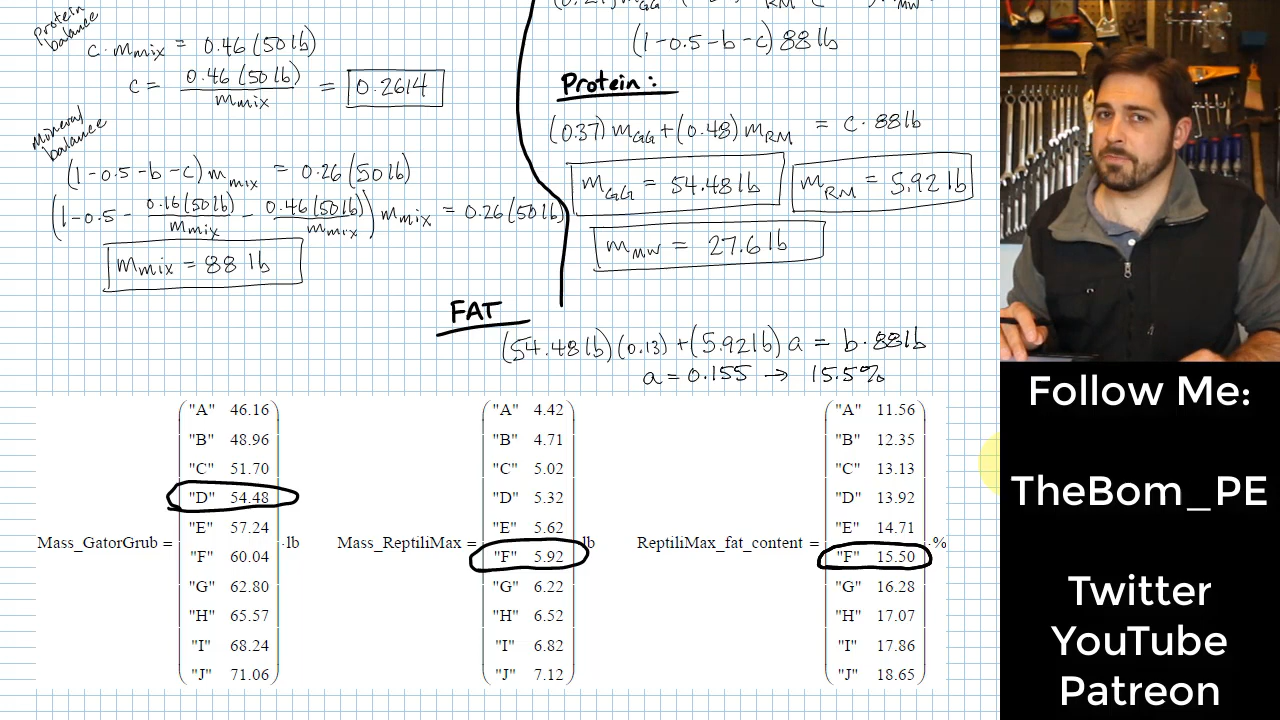 Protein
balance
c · m_mix = 0.46 (50 lb)
c = 0.46 (50 lb) / m_mix = 0.2614
Mineral
balance
(1-0.5-b-c) m_mix = 0.26 (50 lb)
(1-0.5 - 0.16(50 lb) / m_mix - 0.46(50 lb) / m_mix) m_mix = 0.26 (50 lb)
m_mix = 88 lb
(1-0.5-b-c) 88 lb
Protein:
(0.37) m_GG + (0.48) m_RM = c · 88 lb
m_GG = 54.48 lb
m_RM = 5.92 lb
m_MW = 27.6 lb
FAT
(54.48 lb)(0.13) + (5.92 lb) a = b · 88 lb
a = 0.155 → 15.5%
Mass_GatorGrub =
"A" 46.16
"B" 48.96
"C" 51.70
"D" 54.48
"E" 57.24
"F" 60.04
"G" 62.80
"H" 65.57
"I" 68.24
"J" 71.06
·lb
Mass_ReptiliMax =
"A" 4.42
"B" 4.71
"C" 5.02
"D" 5.32
"E" 5.62
"F" 5.92
"G" 6.22
"H" 6.52
"I" 6.82
"J" 7.12
lb
ReptiliMax_fat_content =
"A" 11.56
"B" 12.35
"C" 13.13
"D" 13.92
"E" 14.71
"F" 15.50
"G" 16.28
"H" 17.07
"I" 17.86
"J" 18.65
·%
Follow Me:
TheBom_PE
Twitter
YouTube
Patreon